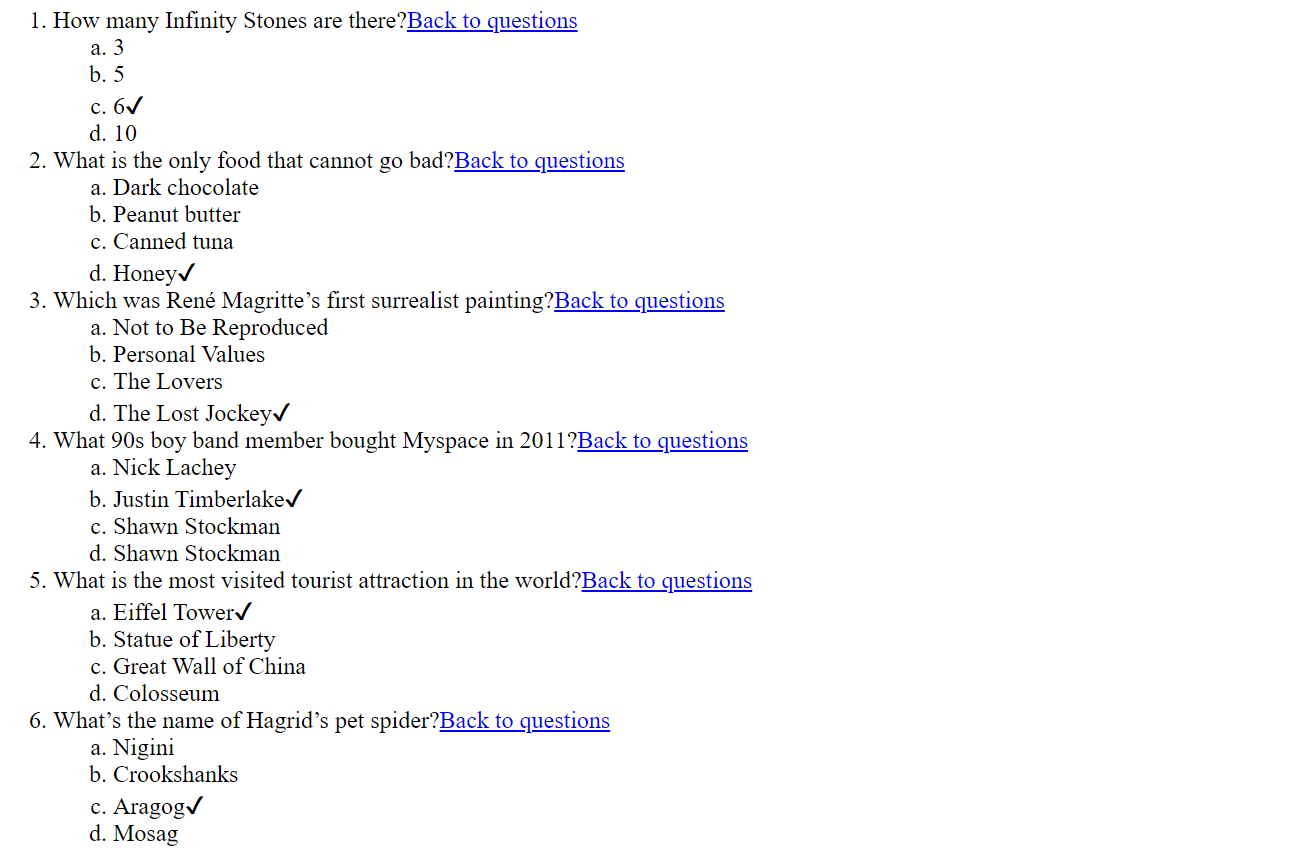 1. How many Infinity Stones are there?Back to questions
a. 3
b. 5
c. 6✓
d. 10
2. What is the only food that cannot go bad?Back to questions
a. Dark chocolate
b. Peanut butter
c. Canned tuna
d. Honey✓
3. Which was René Magritte’s first surrealist painting?Back to questions
a. Not to Be Reproduced
b. Personal Values
c. The Lovers
d. The Lost Jockey✓
4. What 90s boy band member bought Myspace in 2011?Back to questions
a. Nick Lachey
b. Justin Timberlake✓
c. Shawn Stockman
d. Shawn Stockman
5. What is the most visited tourist attraction in the world?Back to questions
a. Eiffel Tower✓
b. Statue of Liberty
c. Great Wall of China
d. Colosseum
6. What’s the name of Hagrid’s pet spider?Back to questions
a. Nigini
b. Crookshanks
c. Aragog✓
d. Mosag